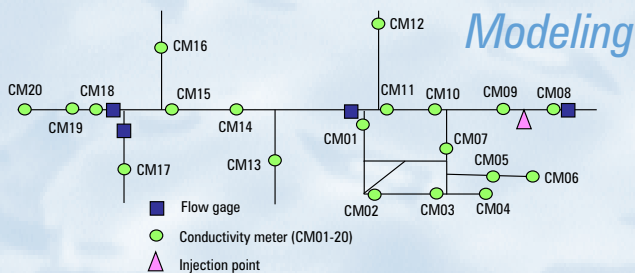 Modeling
CM12
CM16
CM20
CM18
CM15
CM11
CM10
CM09
CM08
CM19
CM14
CM01
CM07
CM17
CM13
CM05
CM06
CM02
CM03
CM04
Flow gage
Conductivity meter (CM01-20)
Injection point